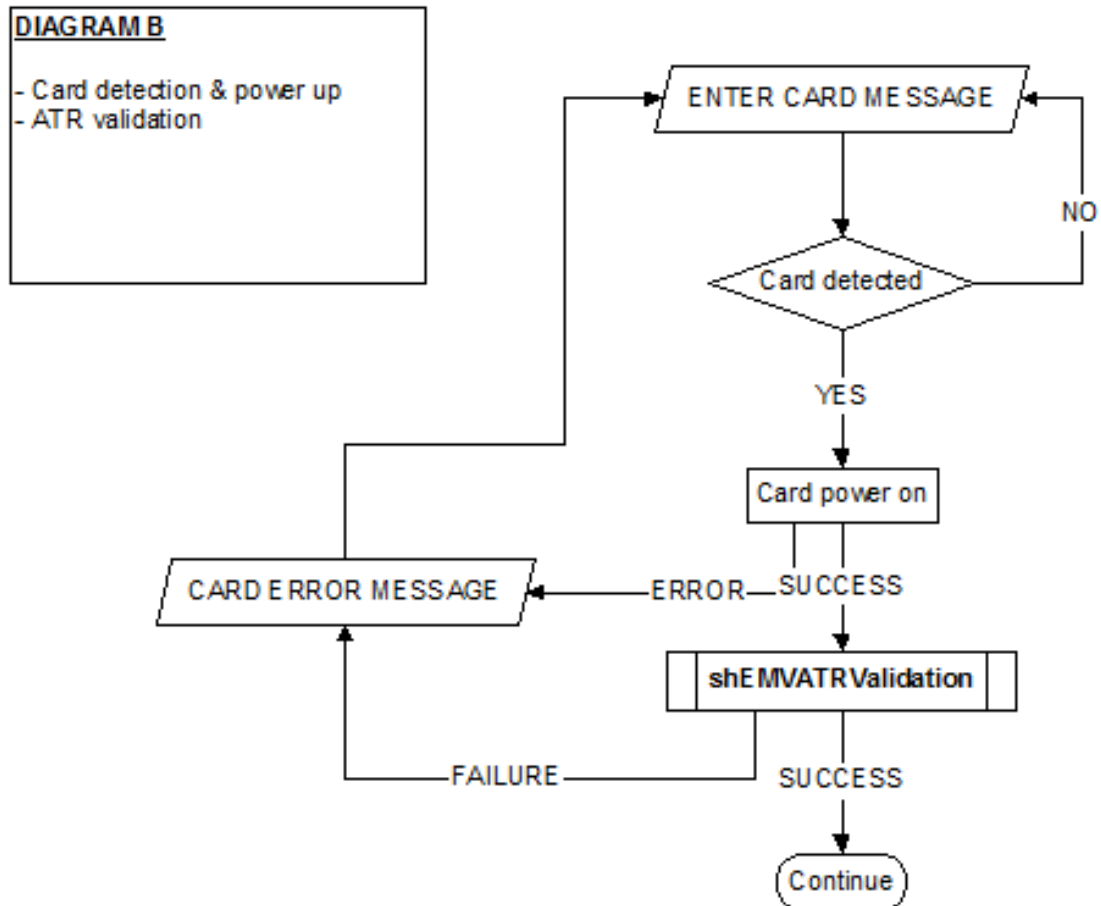 DIAGRAM B
- Card detection & power up
- ATR validation
ENTER CARD MESSAGE
NO
Card detected
YES
Card power on
CARD ERROR MESSAGE
ERROR
SUCCESS
shEMVATRValidation
FAILURE
SUCCESS
Continue